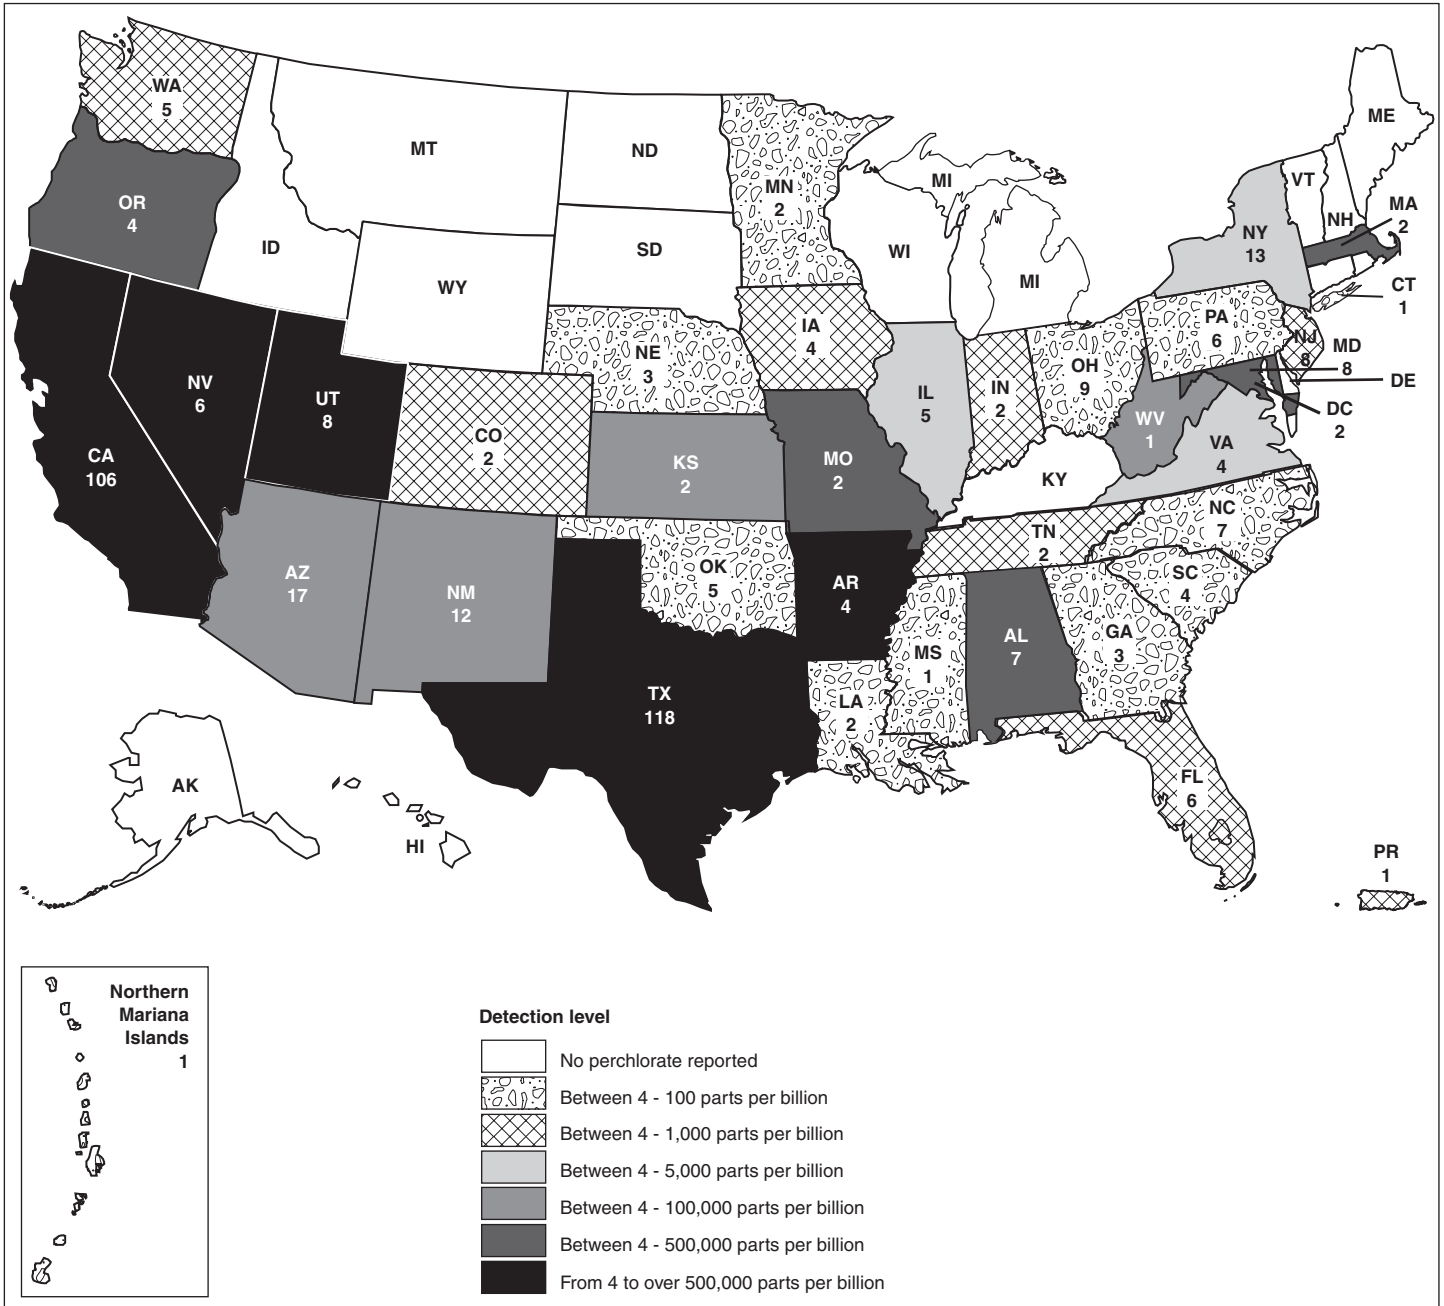 WA
5
MT
ND
MN
2
ME
OR
4
ID
SD
WI
MI
MI
VT
NH
MA
2
NY
13
WY
CT
1
IA
4
NE
3
PA
6
NJ
8
MD
8
DE
DC
2
NV
6
UT
8
CO
2
IL
5
IN
2
OH
9
WV
1
VA
4
CA
106
KS
2
MO
2
KY
NC
7
TN
2
AZ
17
NM
12
OK
5
AR
4
SC
4
MS
1
AL
7
GA
3
TX
118
LA
2
AK
HI
FL
6
PR
1
Northern
Mariana
Islands
1
Detection level
No perchlorate reported
Between 4 - 100 parts per billion
Between 4 - 1,000 parts per billion
Between 4 - 5,000 parts per billion
Between 4 - 100,000 parts per billion
Between 4 - 500,000 parts per billion
From 4 to over 500,000 parts per billion